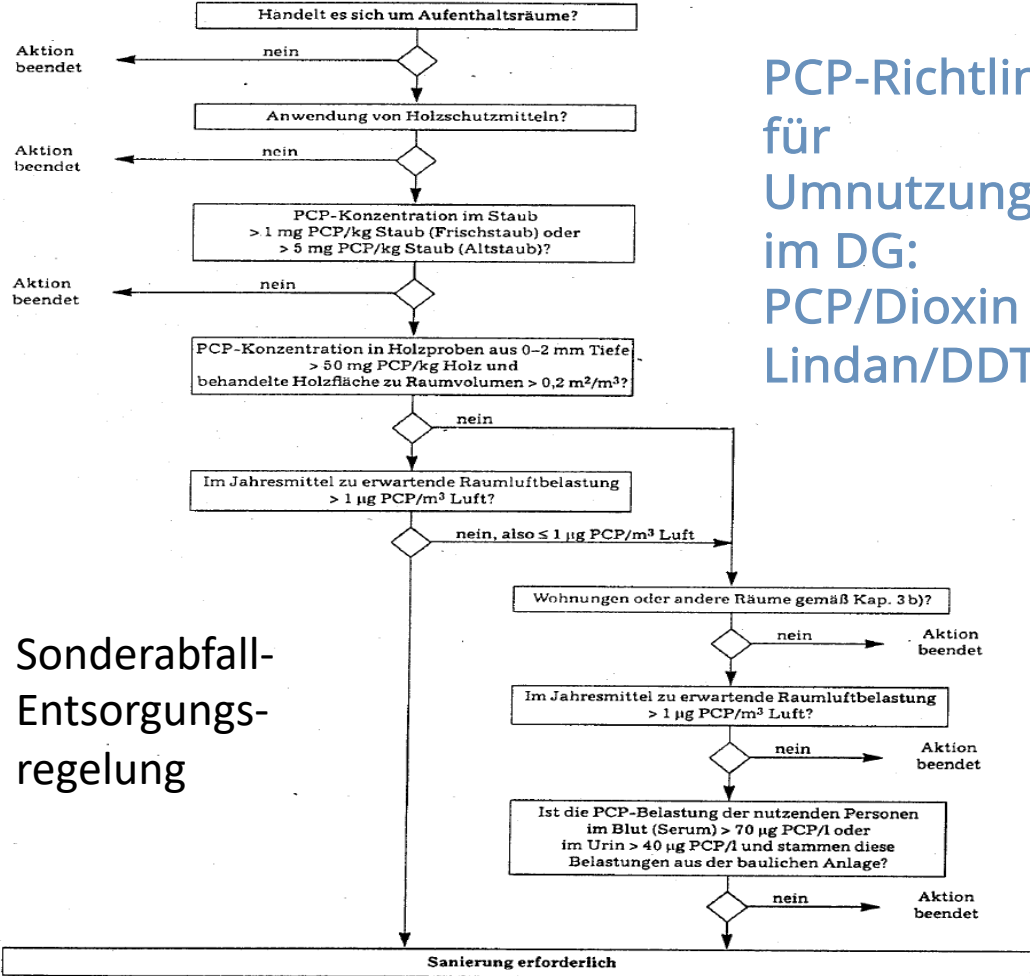 Handelt es sich um Aufenthaltsräume?
nein
Aktion
beendet
Anwendung von Holzschutzmitteln?
nein
Aktion
beendet
PCP-Konzentration im Staub
> 1 mg PCP/kg Staub (Frischstaub) oder
> 5 mg PCP/kg Staub (Altstaub)?
nein
Aktion
beendet
PCP-Konzentration in Holzproben aus 0–2 mm Tiefe
> 50 mg PCP/kg Holz und
behandelte Holzfläche zu Raumvolumen > 0,2 m²/m³?
nein
Im Jahresmittel zu erwartende Raumluftbelastung
> 1 µg PCP/m³ Luft?
nein, also ≤ 1 µg PCP/m³ Luft
Wohnungen oder andere Räume gemäß Kap. 3b)?
nein
Aktion
beendet
Im Jahresmittel zu erwartende Raumluftbelastung
> 1 µg PCP/m³ Luft?
nein
Aktion
beendet
Ist die PCP-Belastung der nutzenden Personen
im Blut (Serum) > 70 µg PCP/l oder
im Urin > 40 µg PCP/l und stammen diese
Belastungen aus der baulichen Anlage?
nein
Aktion
beendet
Sanierung erforderlich
PCP-Richtlin
für
Umnutzung
im DG:
PCP/Dioxin
Lindan/DDT
Sonderabfall-
Entsorgungs-
regelung